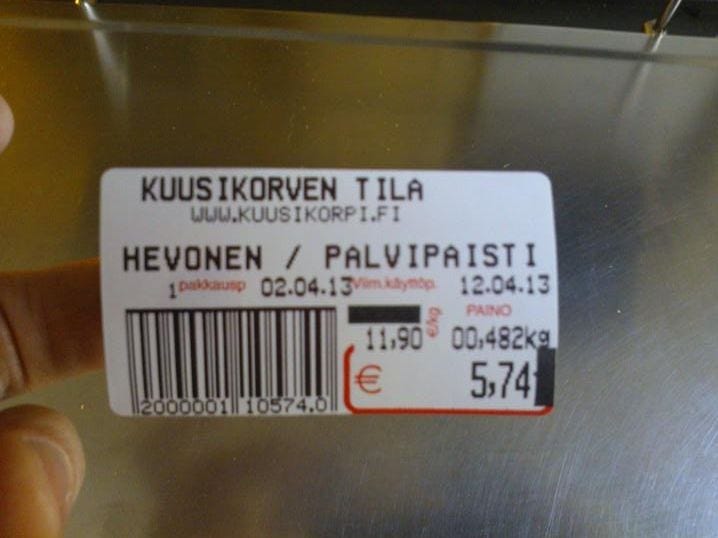 KUUSIKORVEN TILA
WWW.KUUSIKORPI.FI
HEVONEN / PALVIPAISTI
1 pakkausp 02.04.13 Viim.käyttöp. 12.04.13
PAINO
11,90 €/kg 00,482kg
€ 5,74
2000001 10574.0